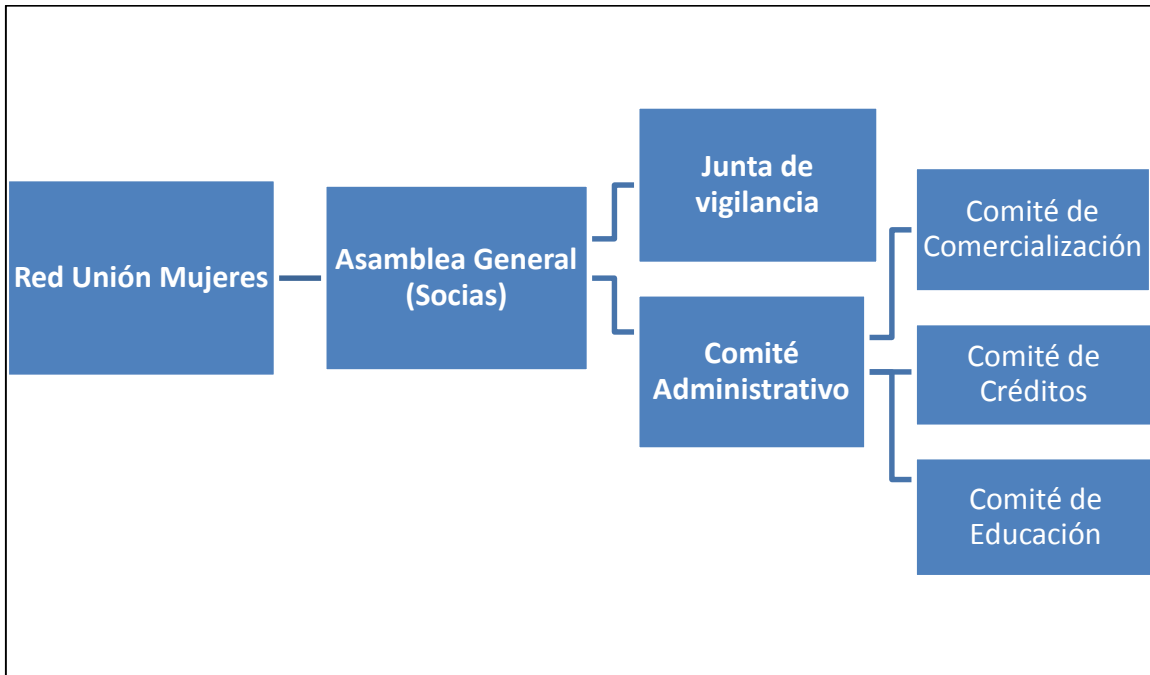 Red Unión Mujeres
Asamblea General
(Socias)
Junta de
vigilancia
Comité
Administrativo
Comité de
Comercialización
Comité de
Créditos
Comité de
Educación